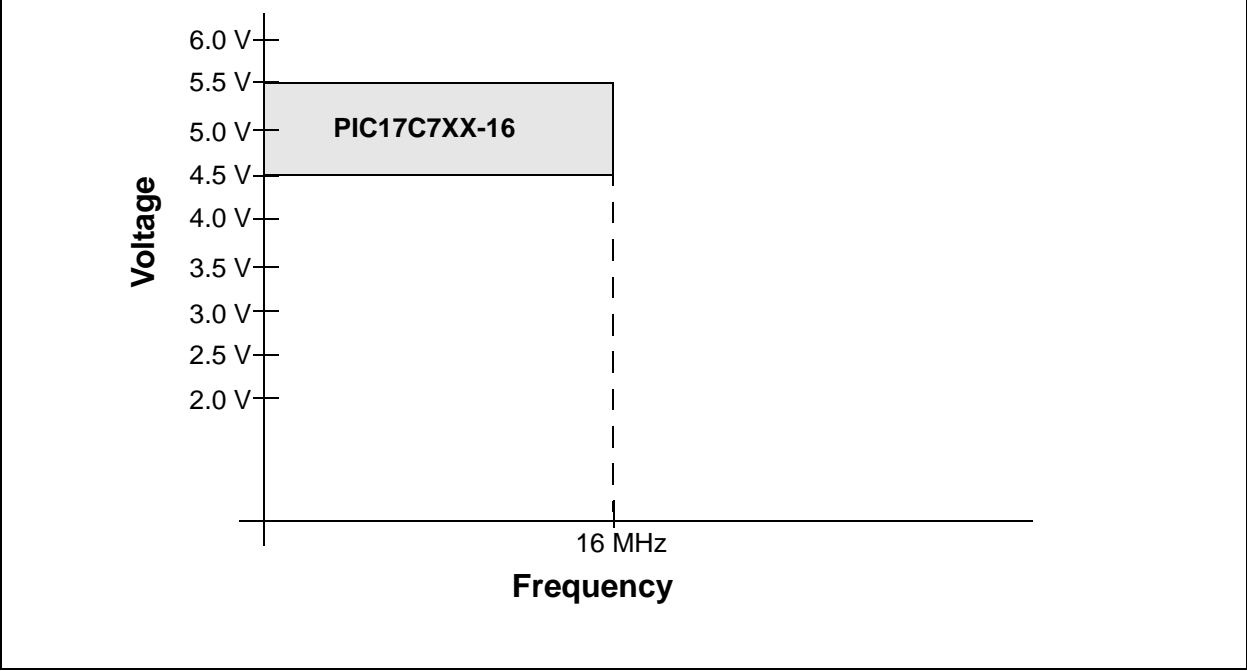 6.0 V
5.5 V
5.0 V
4.5 V
4.0 V
3.5 V
3.0 V
2.5 V
2.0 V
Voltage
PIC17C7XX-16
16 MHz
Frequency